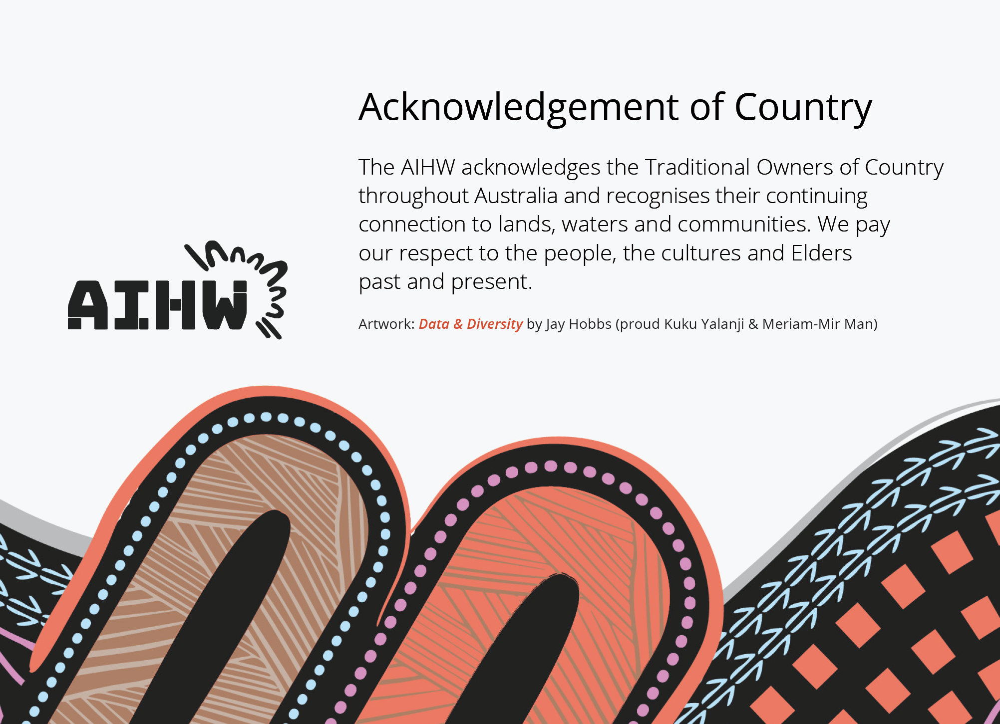 Acknowledgement of Country
The AIHW acknowledges the Traditional Owners of Country
throughout Australia and recognises their continuing
connection to lands, waters and communities. We pay
our respect to the people, the cultures and Elders
past and present.
AIHW
Artwork: Data & Diversity by Jay Hobbs (proud Kuku Yalanji & Meriam-Mir Man)